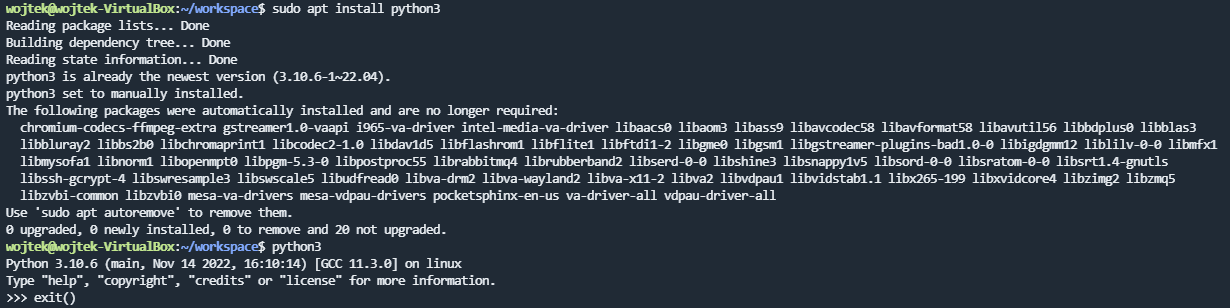 wojtek@wojtek-VirtualBox:~/workspace$ sudo apt install python3
Reading package lists... Done
Building dependency tree... Done
Reading state information... Done
python3 is already the newest version (3.10.6-1~22.04).
python3 set to manually installed.
The following packages were automatically installed and are no longer required:
  chromium-codecs-ffmpeg-extra gstreamer1.0-vaapi i965-va-driver intel-media-va-driver libaacs0 libaom3 libass9 libavcodec58 libavformat58 libavutil56 libbdplus0 libblas3
  libbluray2 libbs2b0 libchromaprint1 libcodec2-1.0 libdav1d5 libflashrom1 libflite1 libftdi1-2 libgme0 libgsm1 libgstreamer-plugins-bad1.0-0 libigdgmm12 liblilv-0-0 libmfx1
  libmysofa1 libnorm1 libopenmpt0 libpgm-5.3-0 libpostproc55 librabbitmq4 librubberband2 libserd-0-0 libshine3 libsnappy1v5 libsord-0-0 libsratom-0-0 libsrt1.4-gnutls
  libssh-gcrypt-4 libswresample3 libswscale5 libudfread0 libva-drm2 libva-wayland2 libva-x11-2 libva2 libvdpau1 libvidstab1.1 libx265-199 libxvidcore4 libzimg2 libzmq5
  libzvbi-common libzvbi0 mesa-va-drivers mesa-vdpau-drivers pocketsphinx-en-us va-driver-all vdpau-driver-all
Use 'sudo apt autoremove' to remove them.
0 upgraded, 0 newly installed, 0 to remove and 20 not upgraded.
wojtek@wojtek-VirtualBox:~/workspace$ python3
Python 3.10.6 (main, Nov 14 2022, 16:10:14) [GCC 11.3.0] on linux
Type "help", "copyright", "credits" or "license" for more information.
>>> exit()